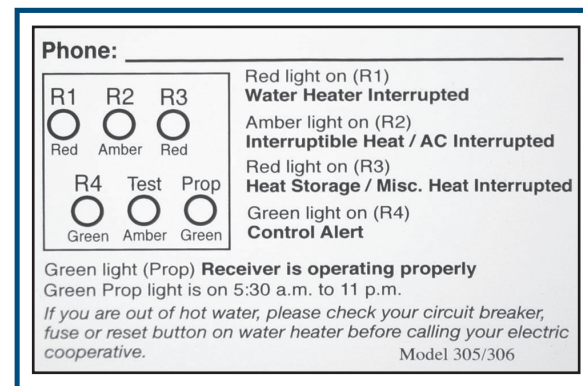 Phone:
R1 R2 R3
Red Amber Red
R4 Test Prop
Green Amber Green
Red light on (R1)
Water Heater Interrupted
Amber light on (R2)
Interruptible Heat / AC Interrupted
Red light on (R3)
Heat Storage / Misc. Heat Interrupted
Green light on (R4)
Control Alert
Green light (Prop) Receiver is operating properly
Green Prop light is on 5:30 a.m. to 11 p.m.
If you are out of hot water, please check your circuit breaker,
fuse or reset button on water heater before calling your electric
cooperative.
Model 305/306